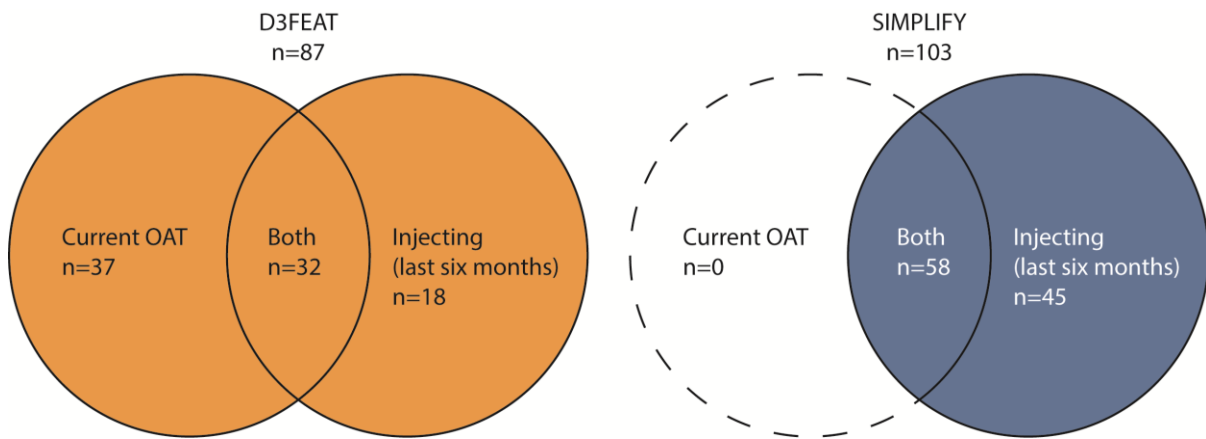 D3FEAT
n=87
Current OAT
n=37
Both
n=32
Injecting
(last six months)
n=18
SIMPLIFY
n=103
Current OAT
n=0
Both
n=58
Injecting
(last six months)
n=45